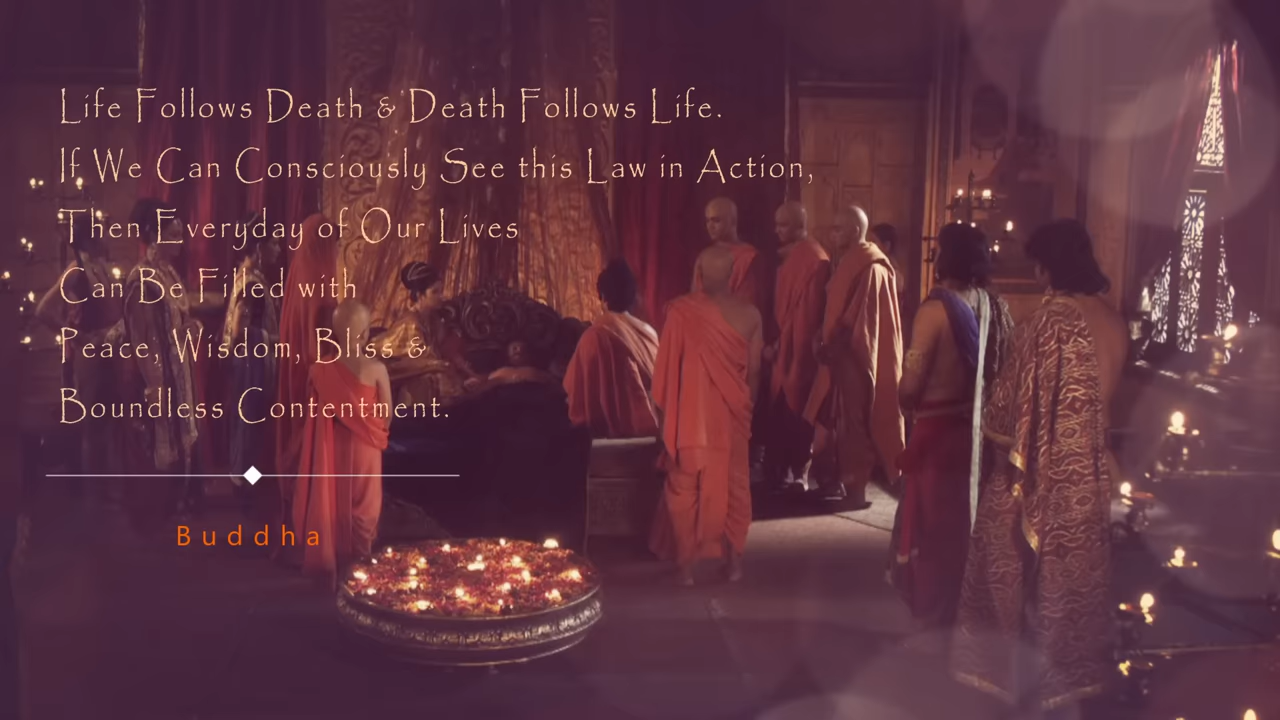 Life Follows Death & Death Follows Life.
If We Can Consciously See this Law in Action,
Then Everyday of Our Lives
Can Be Filled with
Peace, Wisdom, Bliss &
Boundless Contentment.
Buddha